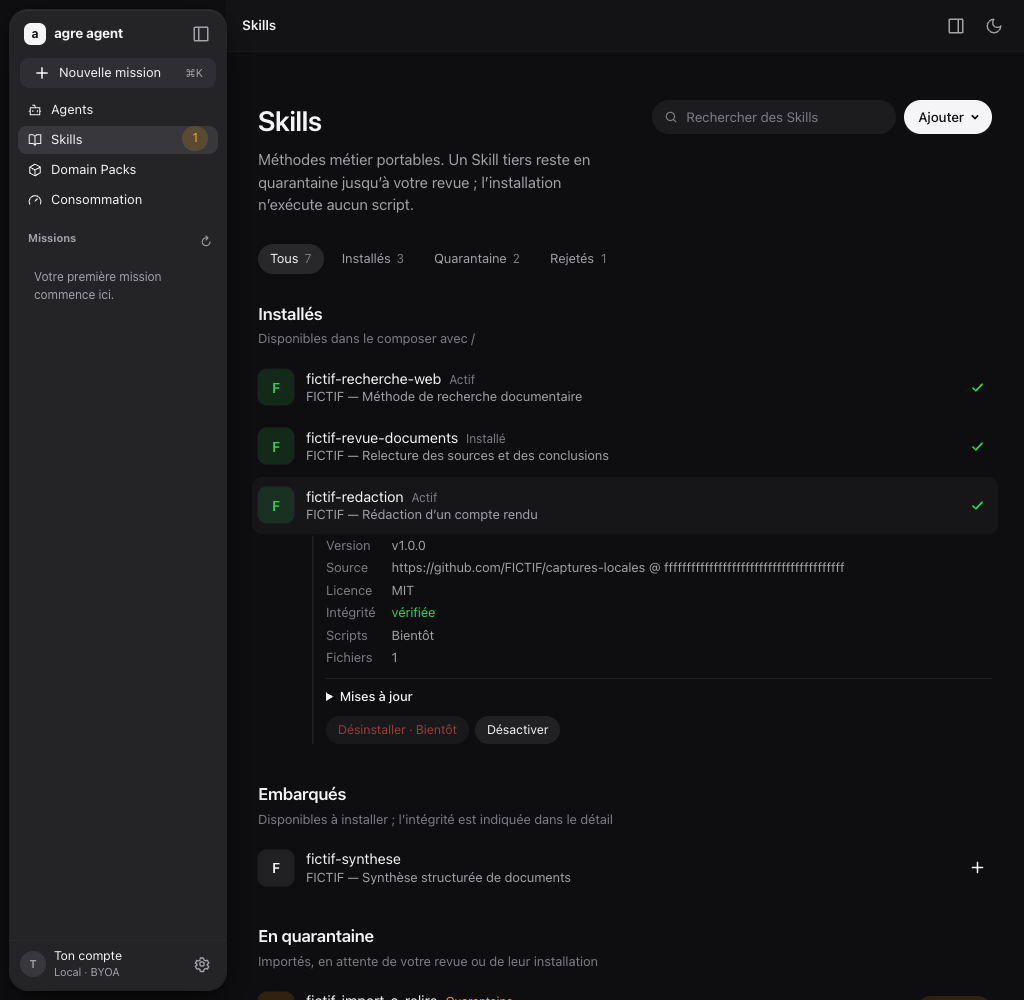 a agre agent
Nouvelle mission ⌘K
Agents
Skills 1
Domain Packs
Consommation
Missions
Votre première mission
commence ici.
T
Ton compte
Local · BYOA
Skills
Skills
Rechercher des Skills
Ajouter
Méthodes métier portables. Un Skill tiers reste en
quarantaine jusqu’à votre revue ; l’installation
n’exécute aucun script.
Tous 7 Installés 3 Quarantaine 2 Rejetés 1
Installés
Disponibles dans le composer avec /
F
fictif-recherche-web Actif
FICTIF — Méthode de recherche documentaire
F
fictif-revue-documents Installé
FICTIF — Relecture des sources et des conclusions
F
fictif-redaction Actif
FICTIF — Rédaction d’un compte rendu
Version v1.0.0
Source https://github.com/FICTIF/captures-locales @ ffffffffffffffffffffffffffffffffffffffff
Licence MIT
Intégrité vérifiée
Scripts Bientôt
Fichiers 1
Mises à jour
Désinstaller · Bientôt Désactiver
Embarqués
Disponibles à installer ; l’intégrité est indiquée dans le détail
F
fictif-synthese
FICTIF — Synthèse structurée de documents
En quarantaine
Importés, en attente de votre revue ou de leur installation
fictif-import-a-relire Quarantaine